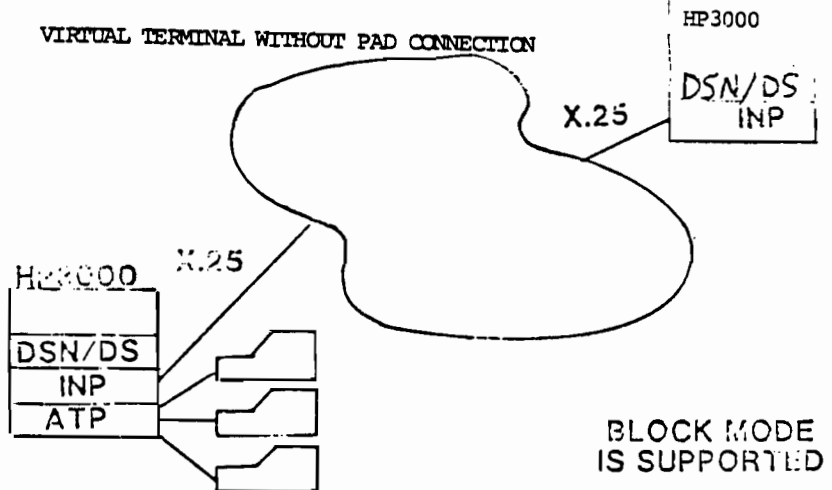 VIRTUAL TERMINAL WITHOUT PAD CONNECTION
HP3000
DSN/DS
INP
X.25
X.25
HP3000
DSN/DS
INP
ATP
BLOCK MODE
IS SUPPORTED